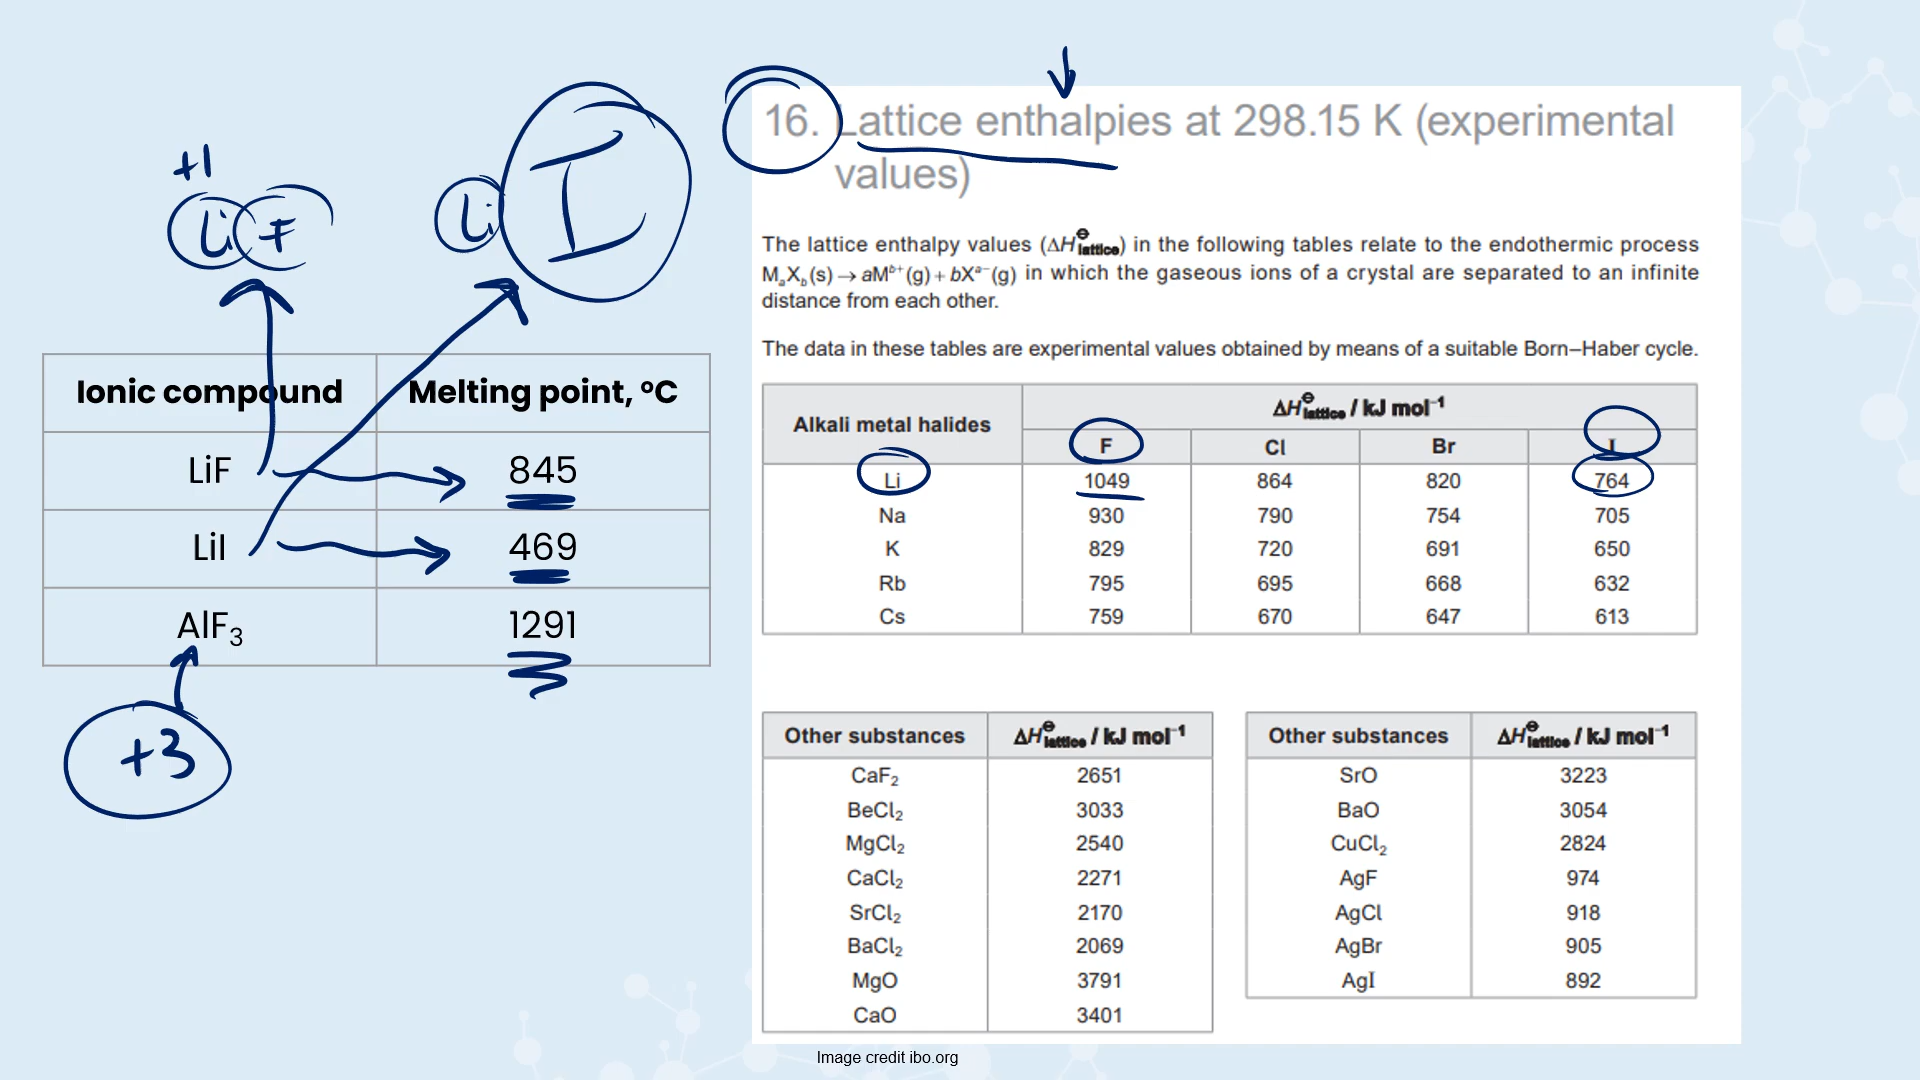 +1
Li F
Li I
Ionic compound Melting point, °C
LiF 845
LiI 469
AlF₃ 1291
+3
16. Lattice enthalpies at 298.15 K (experimental
values)
The lattice enthalpy values (ΔH⦵lattice) in the following tables relate to the endothermic process
MₐX_b(s) → aM^b+(g) + bX^a−(g) in which the gaseous ions of a crystal are separated to an infinite
distance from each other.
The data in these tables are experimental values obtained by means of a suitable Born–Haber cycle.
Alkali metal halides ΔH⦵lattice / kJ mol⁻¹
F Cl Br I
Li 1049 864 820 764
Na 930 790 754 705
K 829 720 691 650
Rb 795 695 668 632
Cs 759 670 647 613
Other substances ΔH⦵lattice / kJ mol⁻¹
CaF₂ 2651
BeCl₂ 3033
MgCl₂ 2540
CaCl₂ 2271
SrCl₂ 2170
BaCl₂ 2069
MgO 3791
CaO 3401
Other substances ΔH⦵lattice / kJ mol⁻¹
SrO 3223
BaO 3054
CuCl₂ 2824
AgF 974
AgCl 918
AgBr 905
AgI 892
Image credit ibo.org